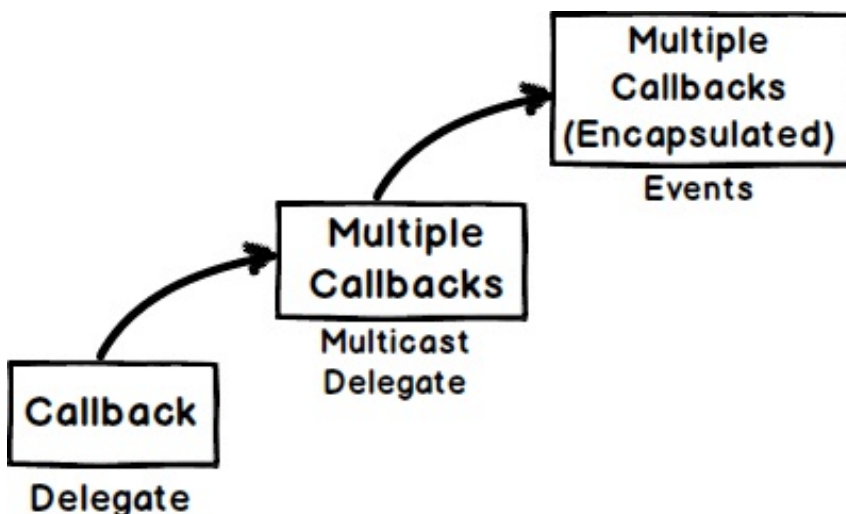 Multiple
Callbacks
(Encapsulated)
Events
Multiple
Callbacks
Multicast
Delegate
Callback
Delegate